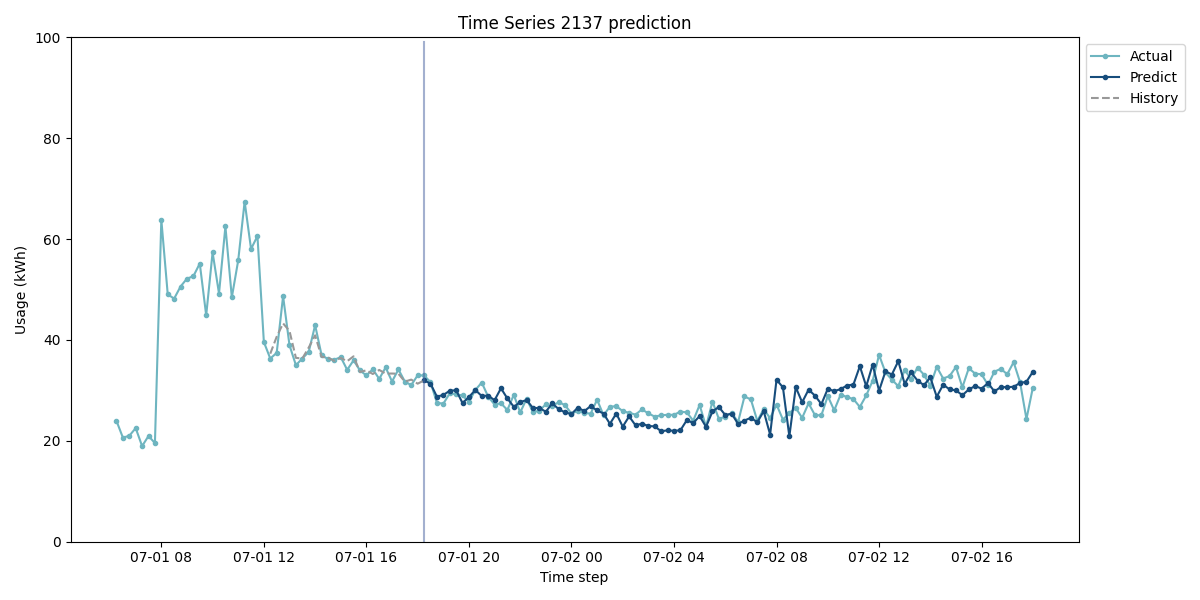 Time Series 2137 prediction
Actual
Predict
History
Usage (kWh)
100
80
60
40
20
0
07-01 08
07-01 12
07-01 16
07-01 20
07-02 00
07-02 04
07-02 08
07-02 12
07-02 16
Time step